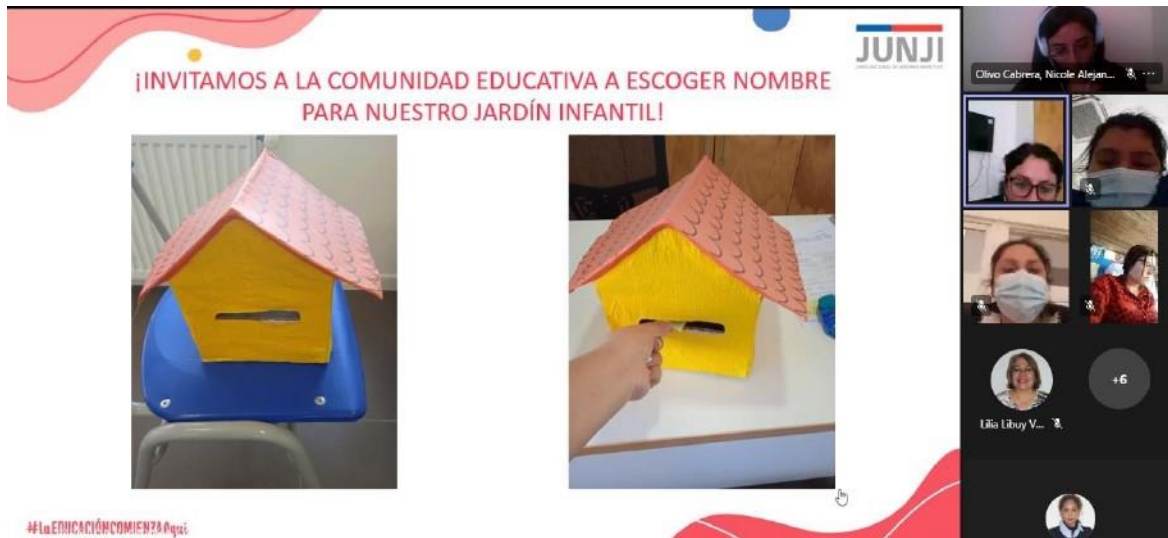 ¡INVITAMOS A LA COMUNIDAD EDUCATIVA A ESCOGER NOMBRE
PARA NUESTRO JARDÍN INFANTIL!
JUNJI
#LaEDUCACIÓNCOMIENZAAquí
Olivo Cabrera, Nicole Alejan...
+6
Lilia Libuy V...